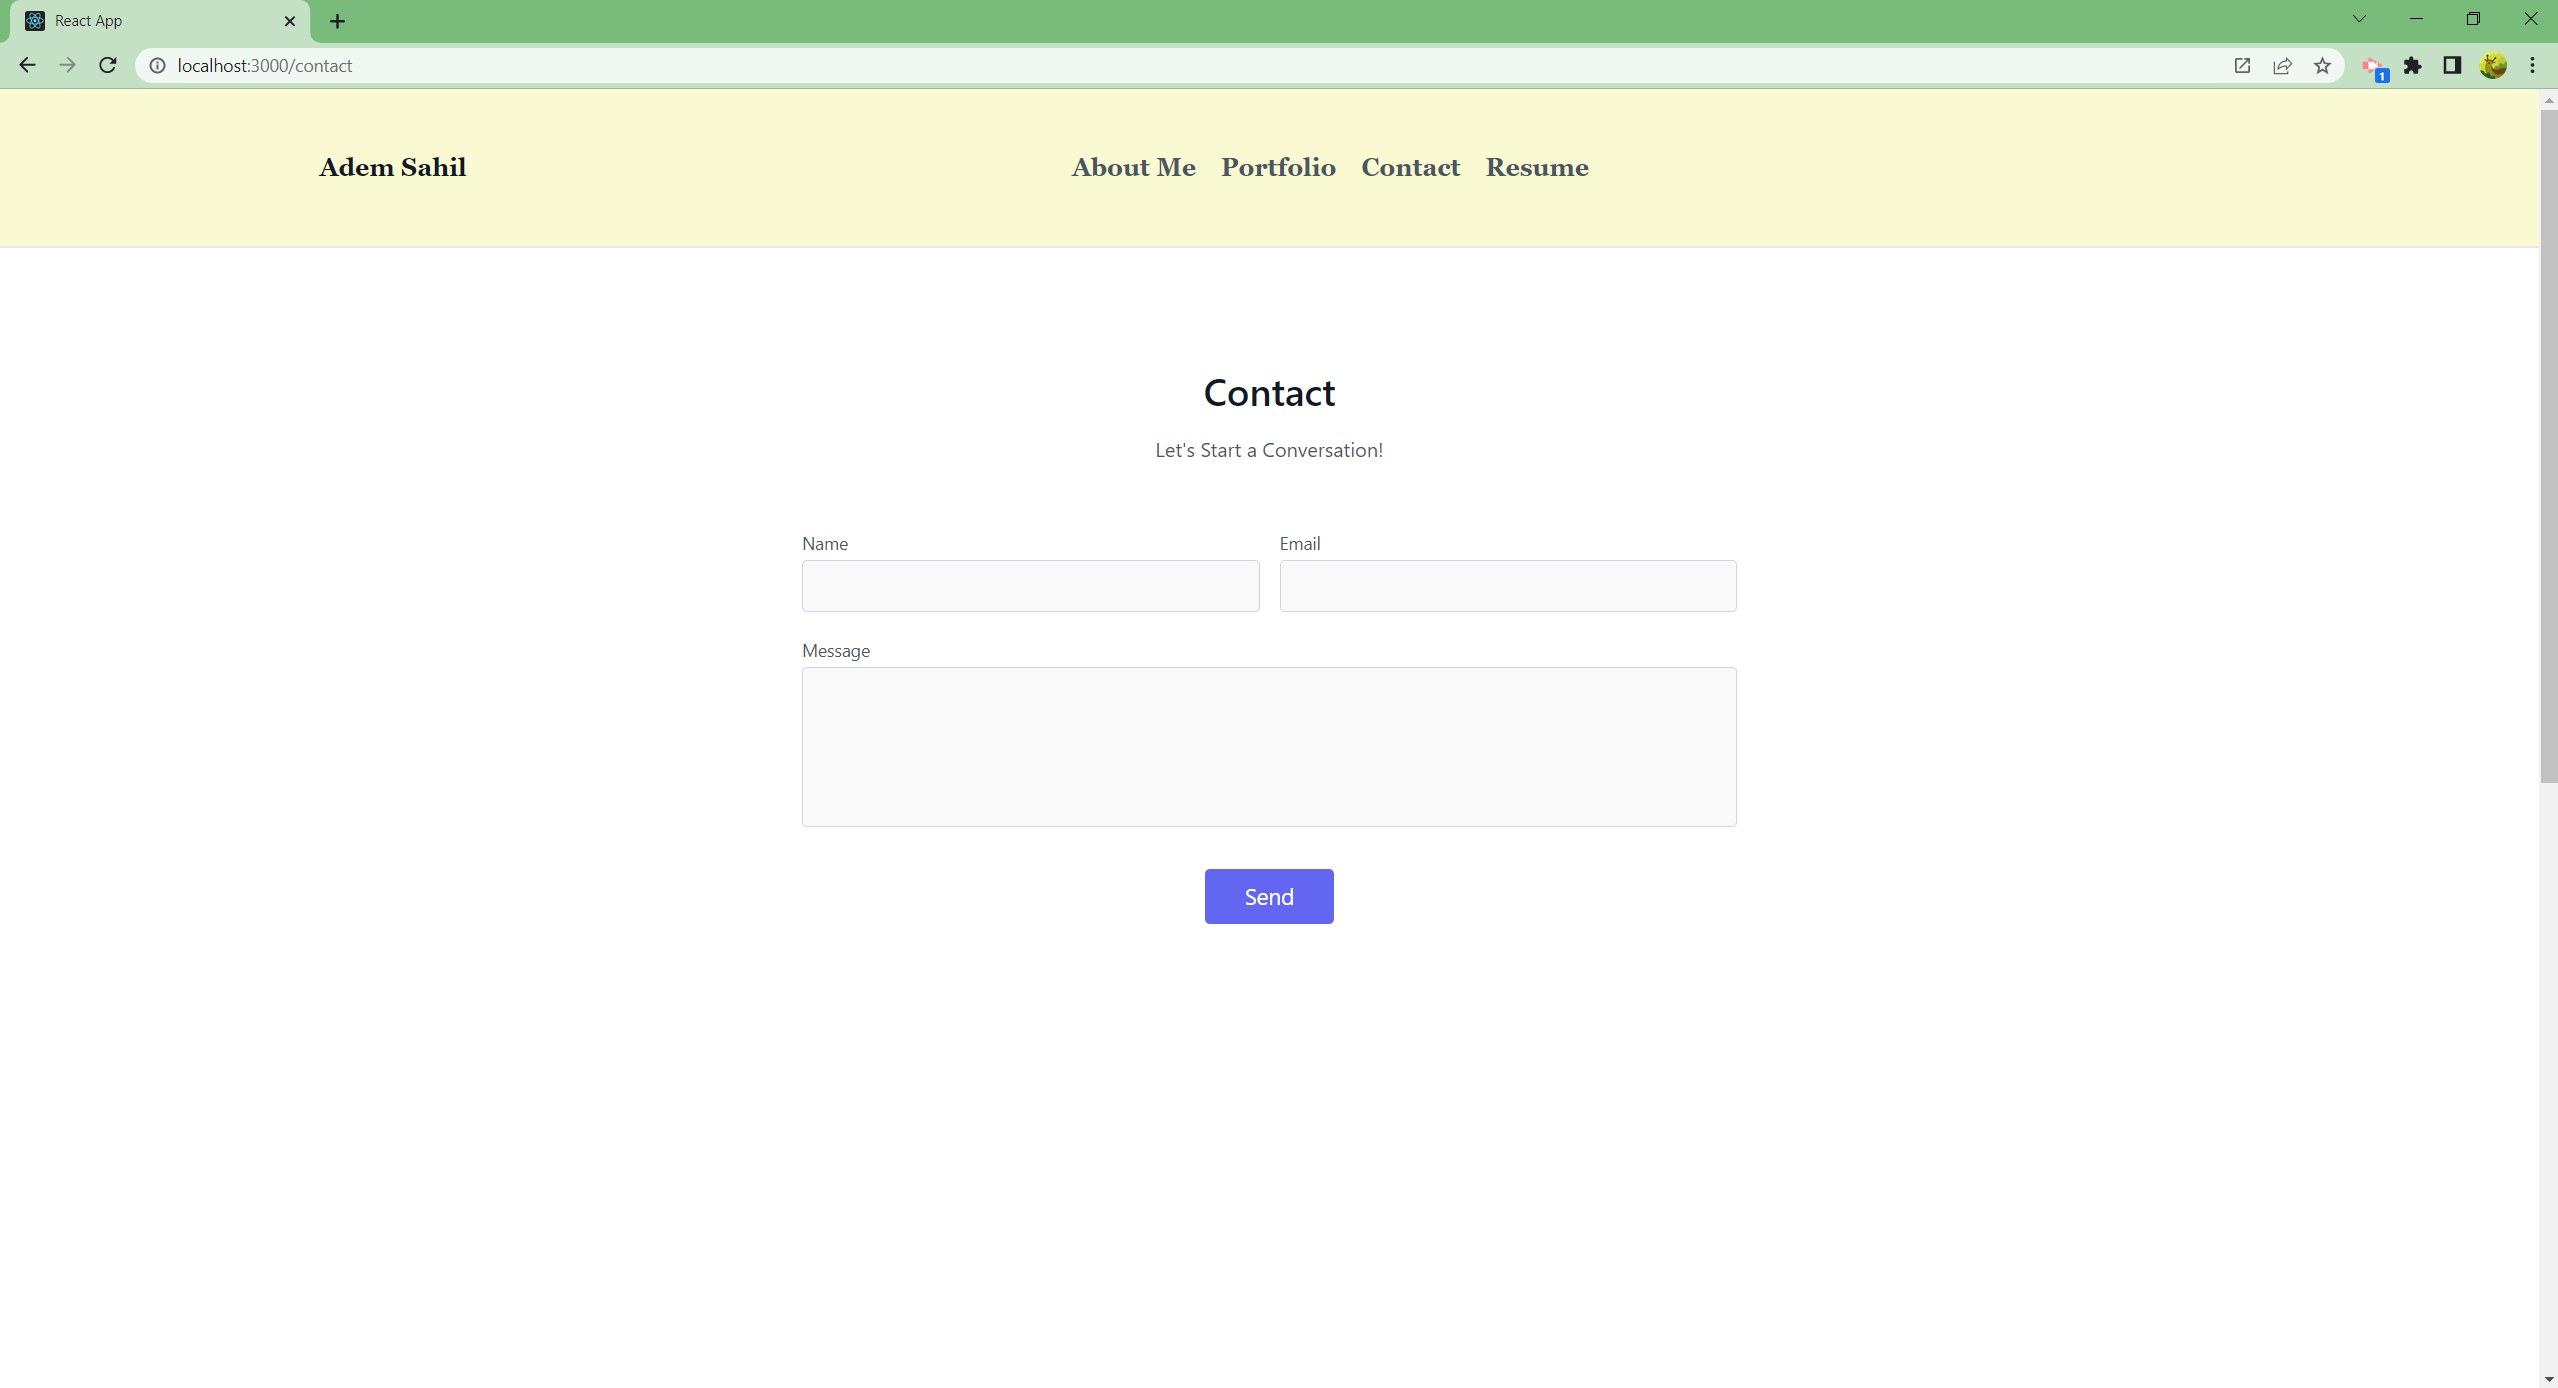 React App
localhost:3000/contact
1
Adem Sahil
About Me Portfolio Contact Resume
Contact
Let's Start a Conversation!
Name Email
Message
Send